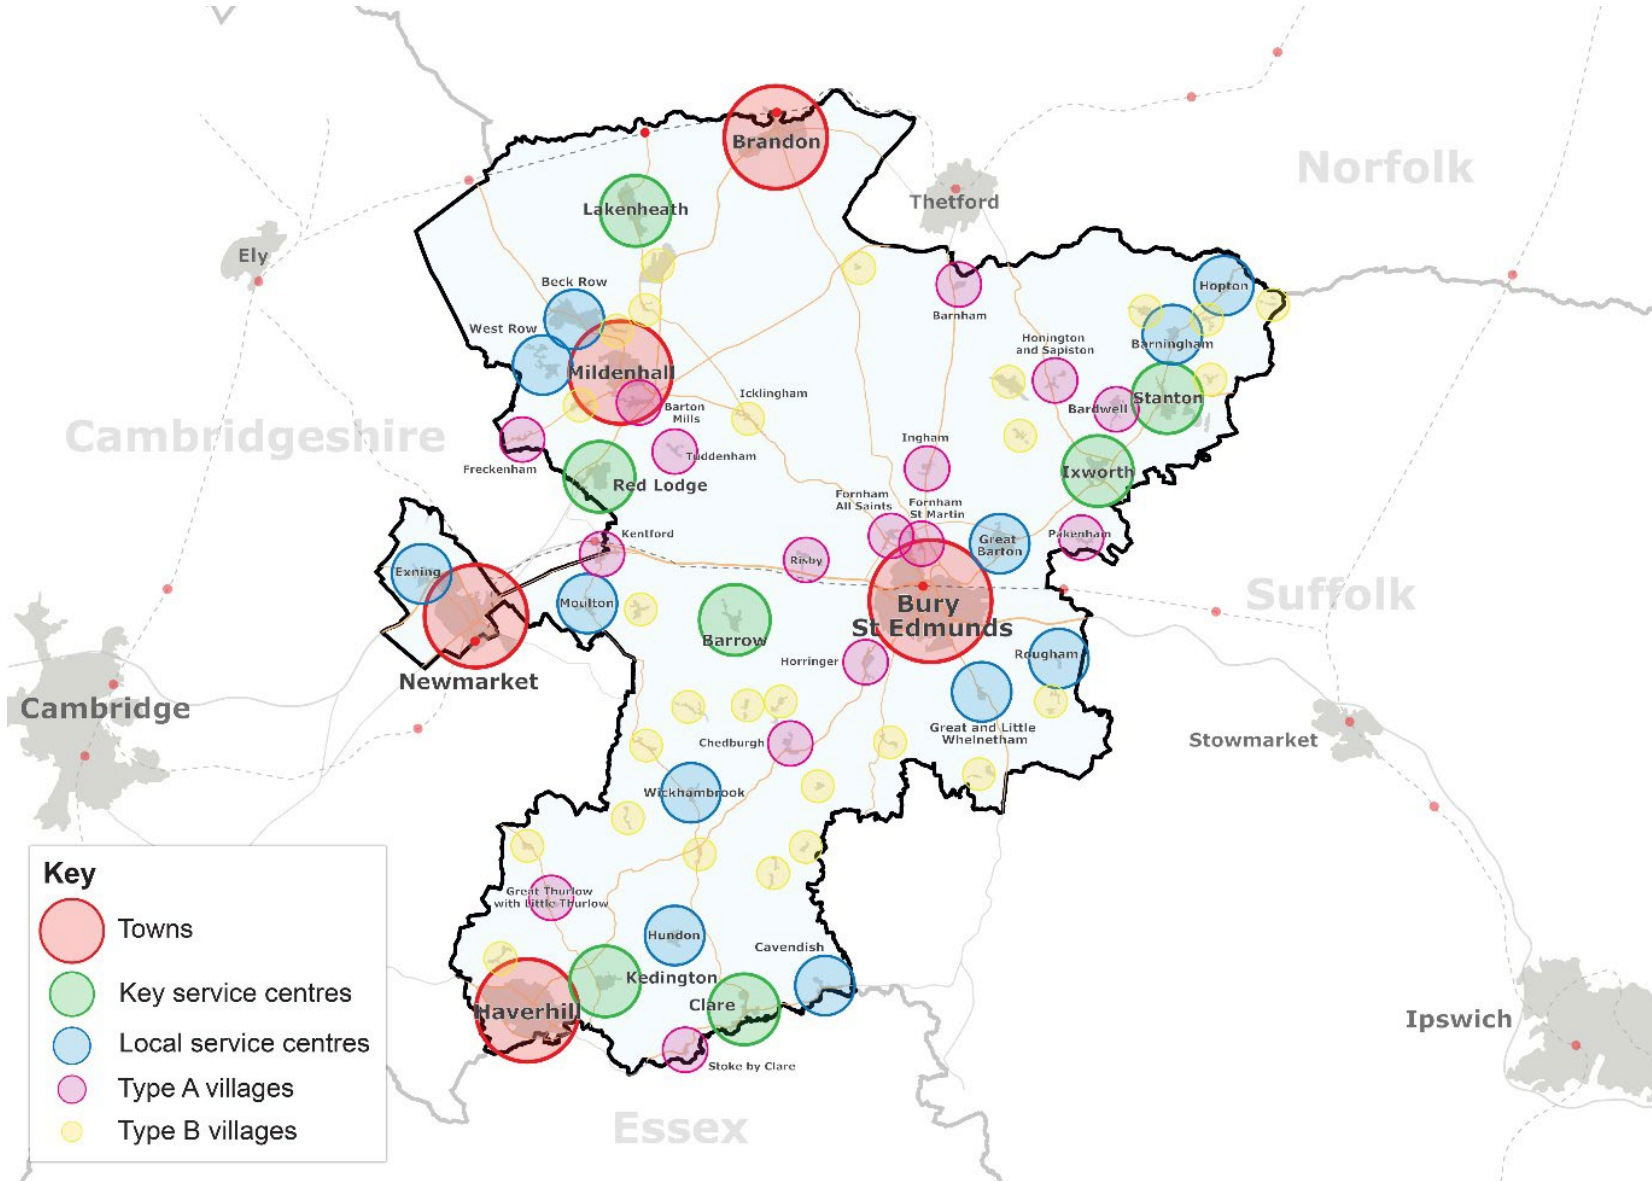 Brandon
Norfolk
Thetford
Lakenheath
Ely
Beck Row
Hopton
Barnham
West Row
Honington
and Sapiston
Barningham
Mildenhall
Icklingham
Stanton
Barton
Mills
Bardwell
Cambridgeshire
Ingham
Tuddenham
Freckenham
Ixworth
Red Lodge
Fornham
All Saints
Fornham
St Martin
Kentford
Great
Barton
Pakenham
Risby
Exning
Suffolk
Moulton
Bury
St Edmunds
Barrow
Rougham
Horringer
Newmarket
Cambridge
Great and Little
Whelnetham
Chedburgh
Stowmarket
Wickhambrook
Great Thurlow
with Little Thurlow
Hundon
Cavendish
Kedington
Clare
Haverhill
Ipswich
Stoke by Clare
Essex
Key
Towns
Key service centres
Local service centres
Type A villages
Type B villages